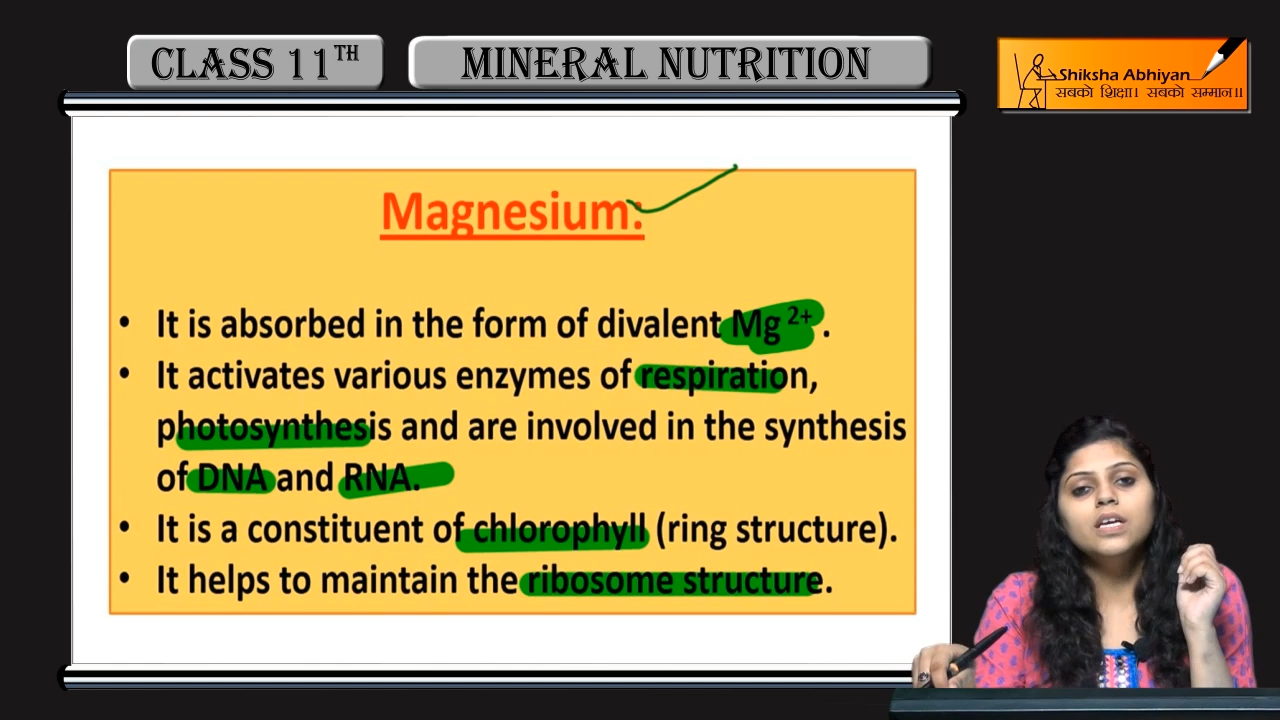 CLASS 11TH
MINERAL NUTRITION
Shiksha Abhiyan
सबको शिक्षा। सबको सम्मान॥
Magnesium:
• It is absorbed in the form of divalent Mg 2+ .
• It activates various enzymes of respiration,
photosynthesis and are involved in the synthesis
of DNA and RNA.
• It is a constituent of chlorophyll (ring structure).
• It helps to maintain the ribosome structure.